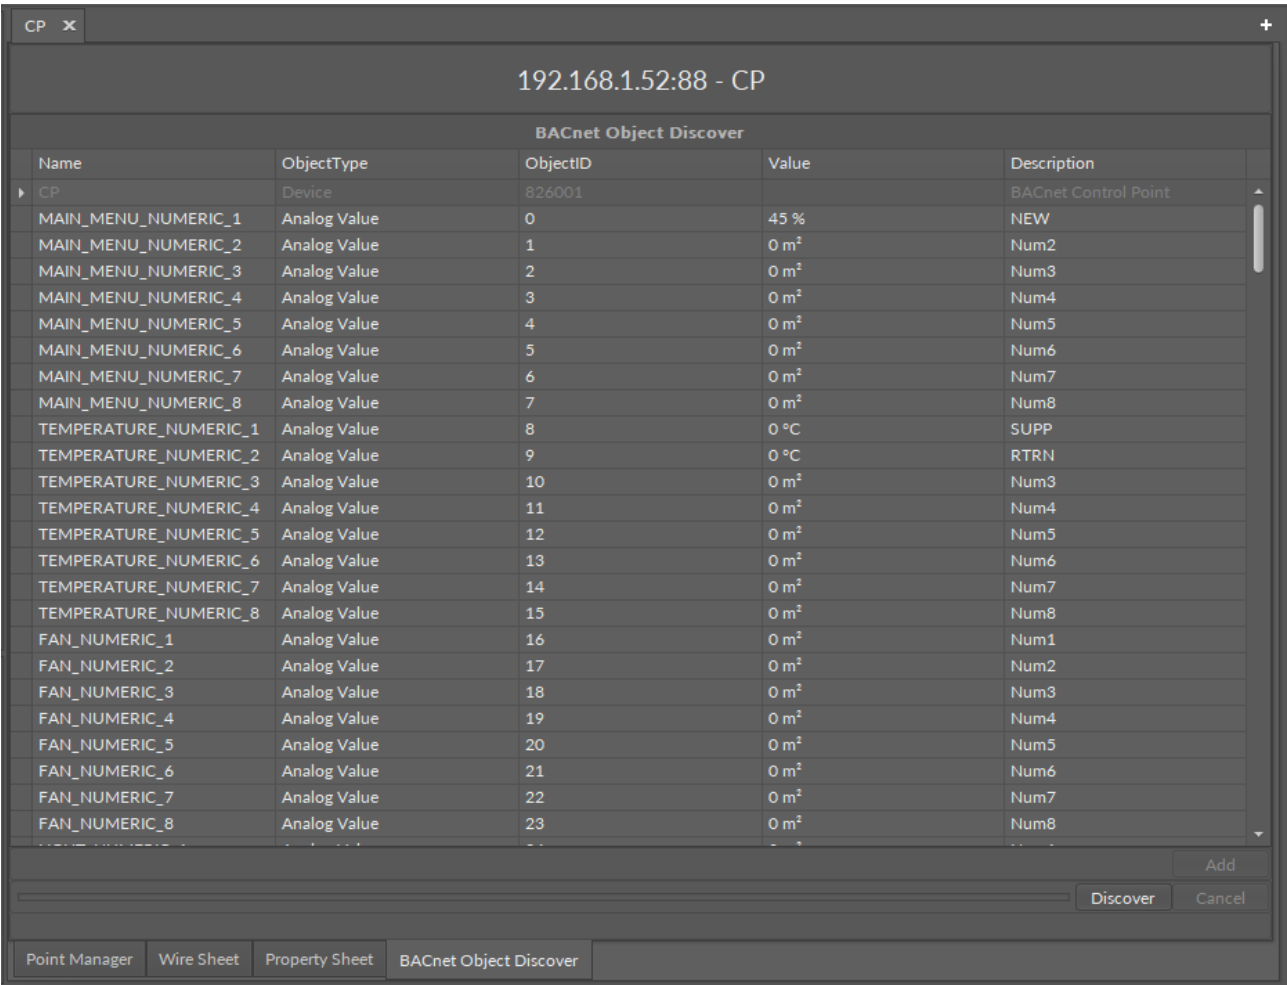 CP ✕ +
192.168.1.52:88 - CP
BACnet Object Discover
Name ObjectType ObjectID Value Description
CP Device 826001 BACnet Control Point
MAIN_MENU_NUMERIC_1 Analog Value 0 45 % NEW
MAIN_MENU_NUMERIC_2 Analog Value 1 0 m² Num2
MAIN_MENU_NUMERIC_3 Analog Value 2 0 m² Num3
MAIN_MENU_NUMERIC_4 Analog Value 3 0 m² Num4
MAIN_MENU_NUMERIC_5 Analog Value 4 0 m² Num5
MAIN_MENU_NUMERIC_6 Analog Value 5 0 m² Num6
MAIN_MENU_NUMERIC_7 Analog Value 6 0 m² Num7
MAIN_MENU_NUMERIC_8 Analog Value 7 0 m² Num8
TEMPERATURE_NUMERIC_1 Analog Value 8 0 °C SUPP
TEMPERATURE_NUMERIC_2 Analog Value 9 0 °C RTRN
TEMPERATURE_NUMERIC_3 Analog Value 10 0 m² Num3
TEMPERATURE_NUMERIC_4 Analog Value 11 0 m² Num4
TEMPERATURE_NUMERIC_5 Analog Value 12 0 m² Num5
TEMPERATURE_NUMERIC_6 Analog Value 13 0 m² Num6
TEMPERATURE_NUMERIC_7 Analog Value 14 0 m² Num7
TEMPERATURE_NUMERIC_8 Analog Value 15 0 m² Num8
FAN_NUMERIC_1 Analog Value 16 0 m² Num1
FAN_NUMERIC_2 Analog Value 17 0 m² Num2
FAN_NUMERIC_3 Analog Value 18 0 m² Num3
FAN_NUMERIC_4 Analog Value 19 0 m² Num4
FAN_NUMERIC_5 Analog Value 20 0 m² Num5
FAN_NUMERIC_6 Analog Value 21 0 m² Num6
FAN_NUMERIC_7 Analog Value 22 0 m² Num7
FAN_NUMERIC_8 Analog Value 23 0 m² Num8
Add
Discover Cancel
Point Manager Wire Sheet Property Sheet BACnet Object Discover